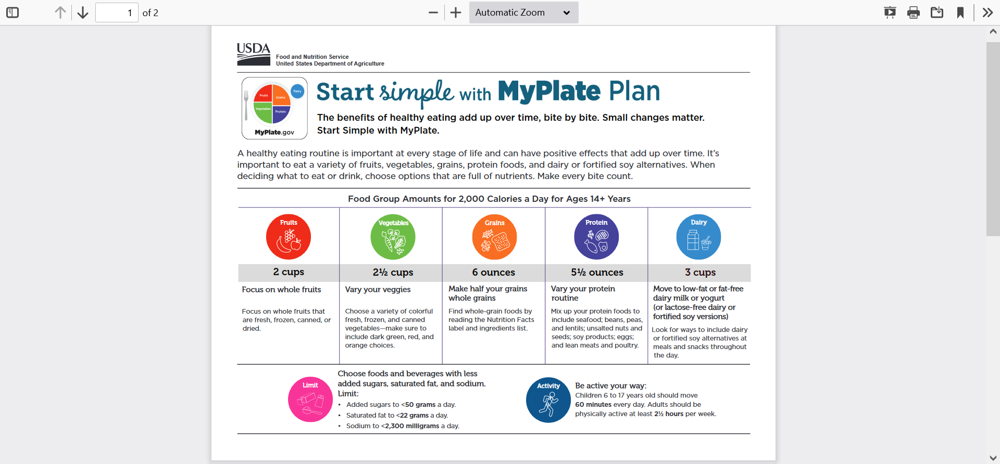 1 of 2
Automatic Zoom
USDA
Food and Nutrition Service
United States Department of Agriculture
Fruits
Grains
Dairy
Vegetables
Protein
MyPlate.gov
Start simple with MyPlate Plan
The benefits of healthy eating add up over time, bite by bite. Small changes matter.
Start Simple with MyPlate.
A healthy eating routine is important at every stage of life and can have positive effects that add up over time. It’s
important to eat a variety of fruits, vegetables, grains, protein foods, and dairy or fortified soy alternatives. When
deciding what to eat or drink, choose options that are full of nutrients. Make every bite count.
Food Group Amounts for 2,000 Calories a Day for Ages 14+ Years
Fruits
2 cups
Focus on whole fruits
Focus on whole fruits that
are fresh, frozen, canned, or
dried.
Vegetables
2½ cups
Vary your veggies
Choose a variety of colorful
fresh, frozen, and canned
vegetables—make sure to
include dark green, red, and
orange choices.
Grains
6 ounces
Make half your grains
whole grains
Find whole-grain foods by
reading the Nutrition Facts
label and ingredients list.
Protein
5½ ounces
Vary your protein
routine
Mix up your protein foods to
include seafood; beans, peas,
and lentils; unsalted nuts and
seeds; soy products; eggs;
and lean meats and poultry.
Dairy
3 cups
Move to low-fat or fat-free
dairy milk or yogurt
(or lactose-free dairy or
fortified soy versions)
Look for ways to include dairy
or fortified soy alternatives at
meals and snacks throughout
the day.
Limit
Choose foods and beverages with less
added sugars, saturated fat, and sodium.
Limit:
• Added sugars to <50 grams a day.
• Saturated fat to <22 grams a day.
• Sodium to <2,300 milligrams a day.
Activity
Be active your way:
Children 6 to 17 years old should move
60 minutes every day. Adults should be
physically active at least 2½ hours per week.